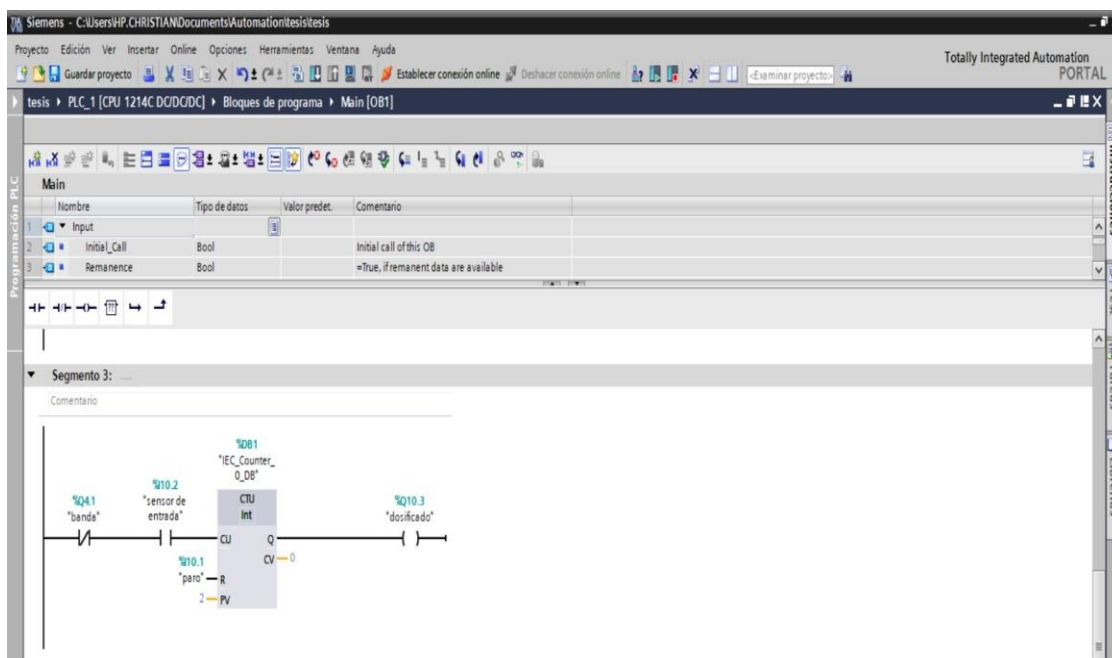 Siemens - C:\Users\HP.CHRISTIAN\Documents\Automation\tesis\tesis
Proyecto Edición Ver Insertar Online Opciones Herramientas Ventana Ayuda
Totally Integrated Automation
PORTAL
Guardar proyecto Establecer conexión online Deshacer conexión online <Examinar proyecto>
tesis PLC_1 [CPU 1214C DC/DC/DC] Bloques de programa Main [OB1]
Programación PLC
Main
Nombre Tipo de datos Valor predet. Comentario
1 Input
2 Initial_Call Bool Initial call of this OB
3 Remanence Bool =True, if remanent data are available
Segmento 3: ....
Comentario
%DB1
"IEC_Counter_
0_DB"
%Q4.1
"banda"
%I10.2
"sensor de
entrada"
CTU
Int
%Q10.3
"dosificado"
CU Q
CV 0
%I10.1
"paro" R
2 PV